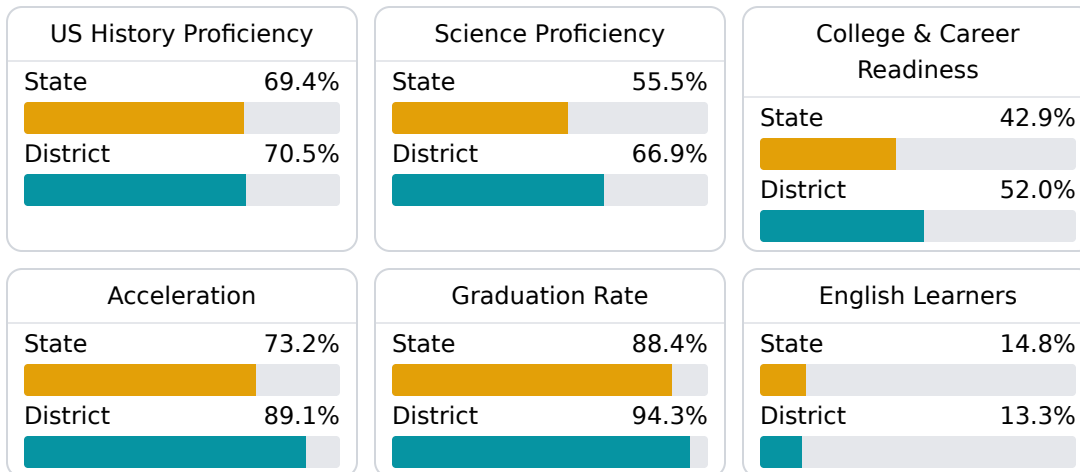 US History Proficiency
State 69.4%
District 70.5%
Science Proficiency
State 55.5%
District 66.9%
College & Career
Readiness
State 42.9%
District 52.0%
Acceleration
State 73.2%
District 89.1%
Graduation Rate
State 88.4%
District 94.3%
English Learners
State 14.8%
District 13.3%